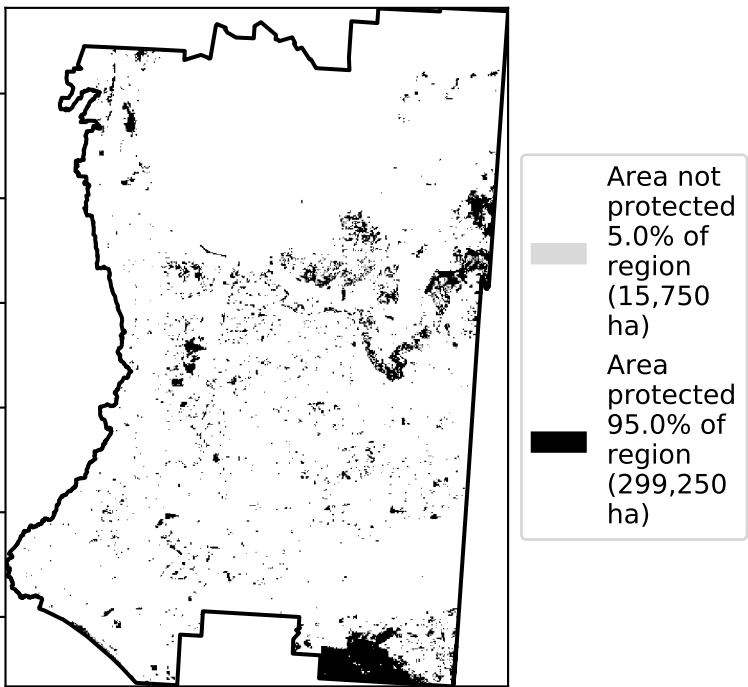 Area not
protected
5.0% of
region
(15,750
ha)
Area
protected
95.0% of
region
(299,250
ha)